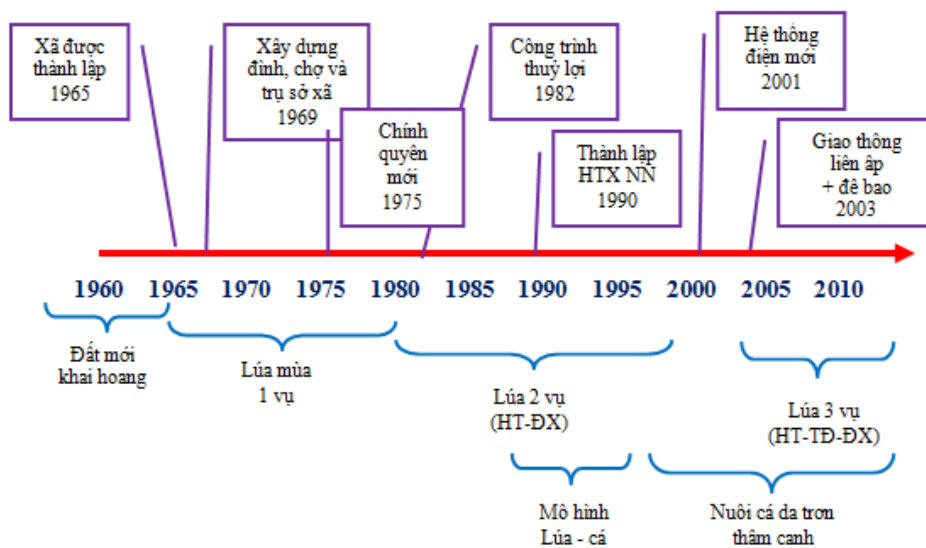 Xã được
thành lập
1965
Xây dựng
đình, chợ và
trụ sở xã
1969
Chính
quyên
mới
1975
Công trình
thuỷ lợi
1982
Thành lập
HTX NN
1990
Hệ thông
điện mới
2001
Giao thông
liên âp
+ đê bao
2003
1960 1965 1970 1975 1980 1985 1990 1995 2000 2005 2010
Đất mới
khai hoang
Lúa mùa
1 vụ
Lúa 2 vụ
(HT-ĐX)
Lúa 3 vụ
(HT-TĐ-ĐX)
Mô hình
Lúa - cá
Nuôi cá da trơn
thâm canh